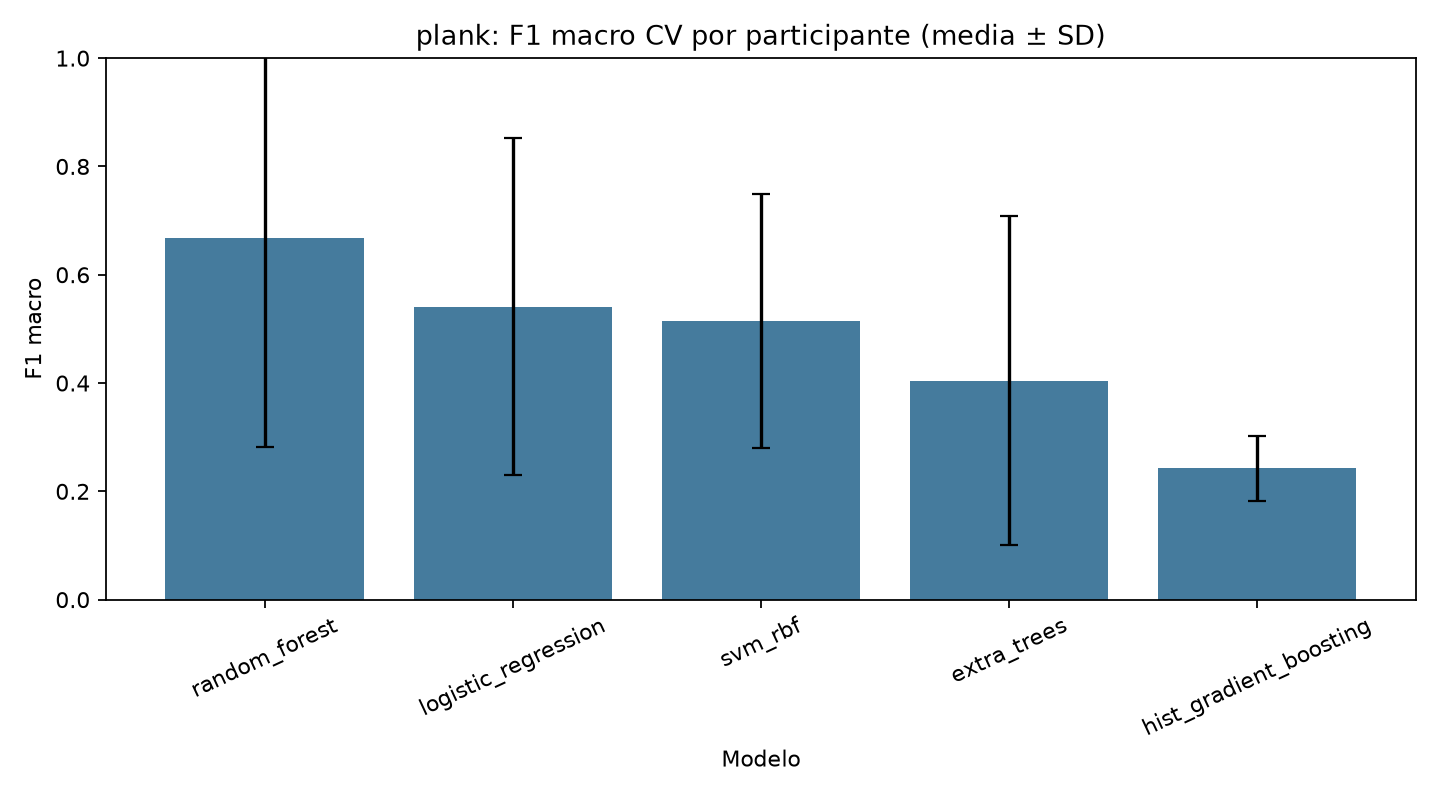 plank: F1 macro CV por participante (media ± SD)
1.0
0.8
0.6
0.4
0.2
0.0
F1 macro
random_forest
logistic_regression
svm_rbf
extra_trees
hist_gradient_boosting
Modelo